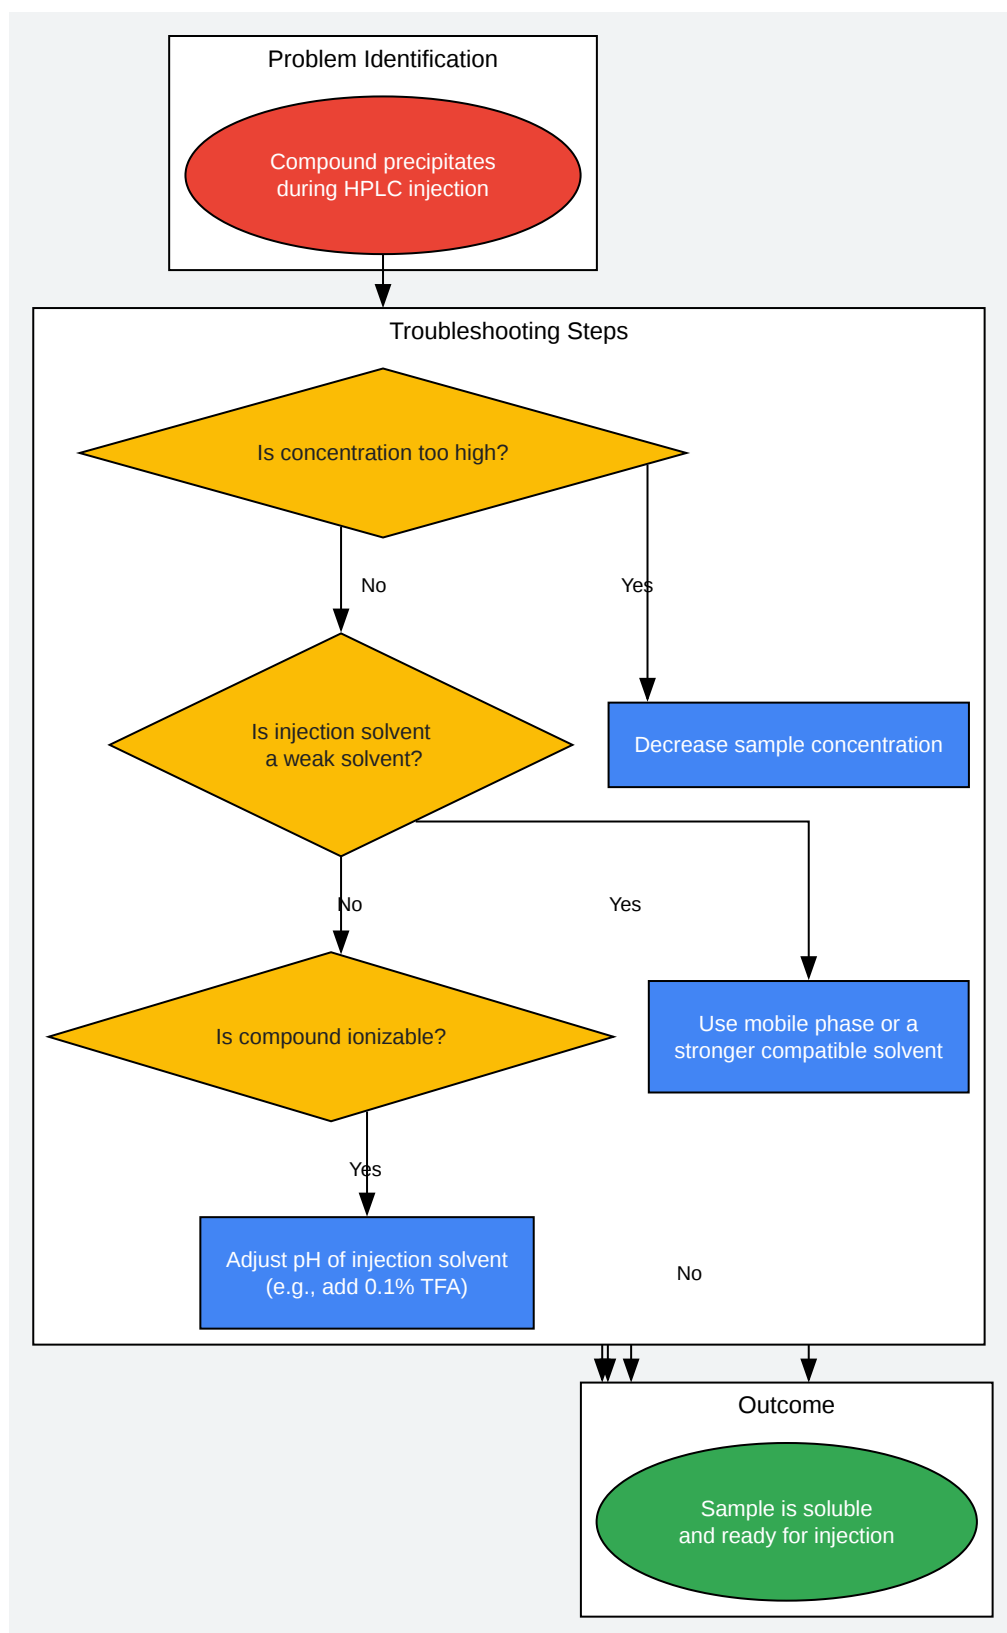 Problem Identification
Compound precipitates
during HPLC injection
Troubleshooting Steps
Is concentration too high?
No
Yes
Is injection solvent
a weak solvent?
Decrease sample concentration
No
Yes
Is compound ionizable?
Use mobile phase or a
stronger compatible solvent
Yes
Adjust pH of injection solvent
(e.g., add 0.1% TFA)
No
Outcome
Sample is soluble
and ready for injection